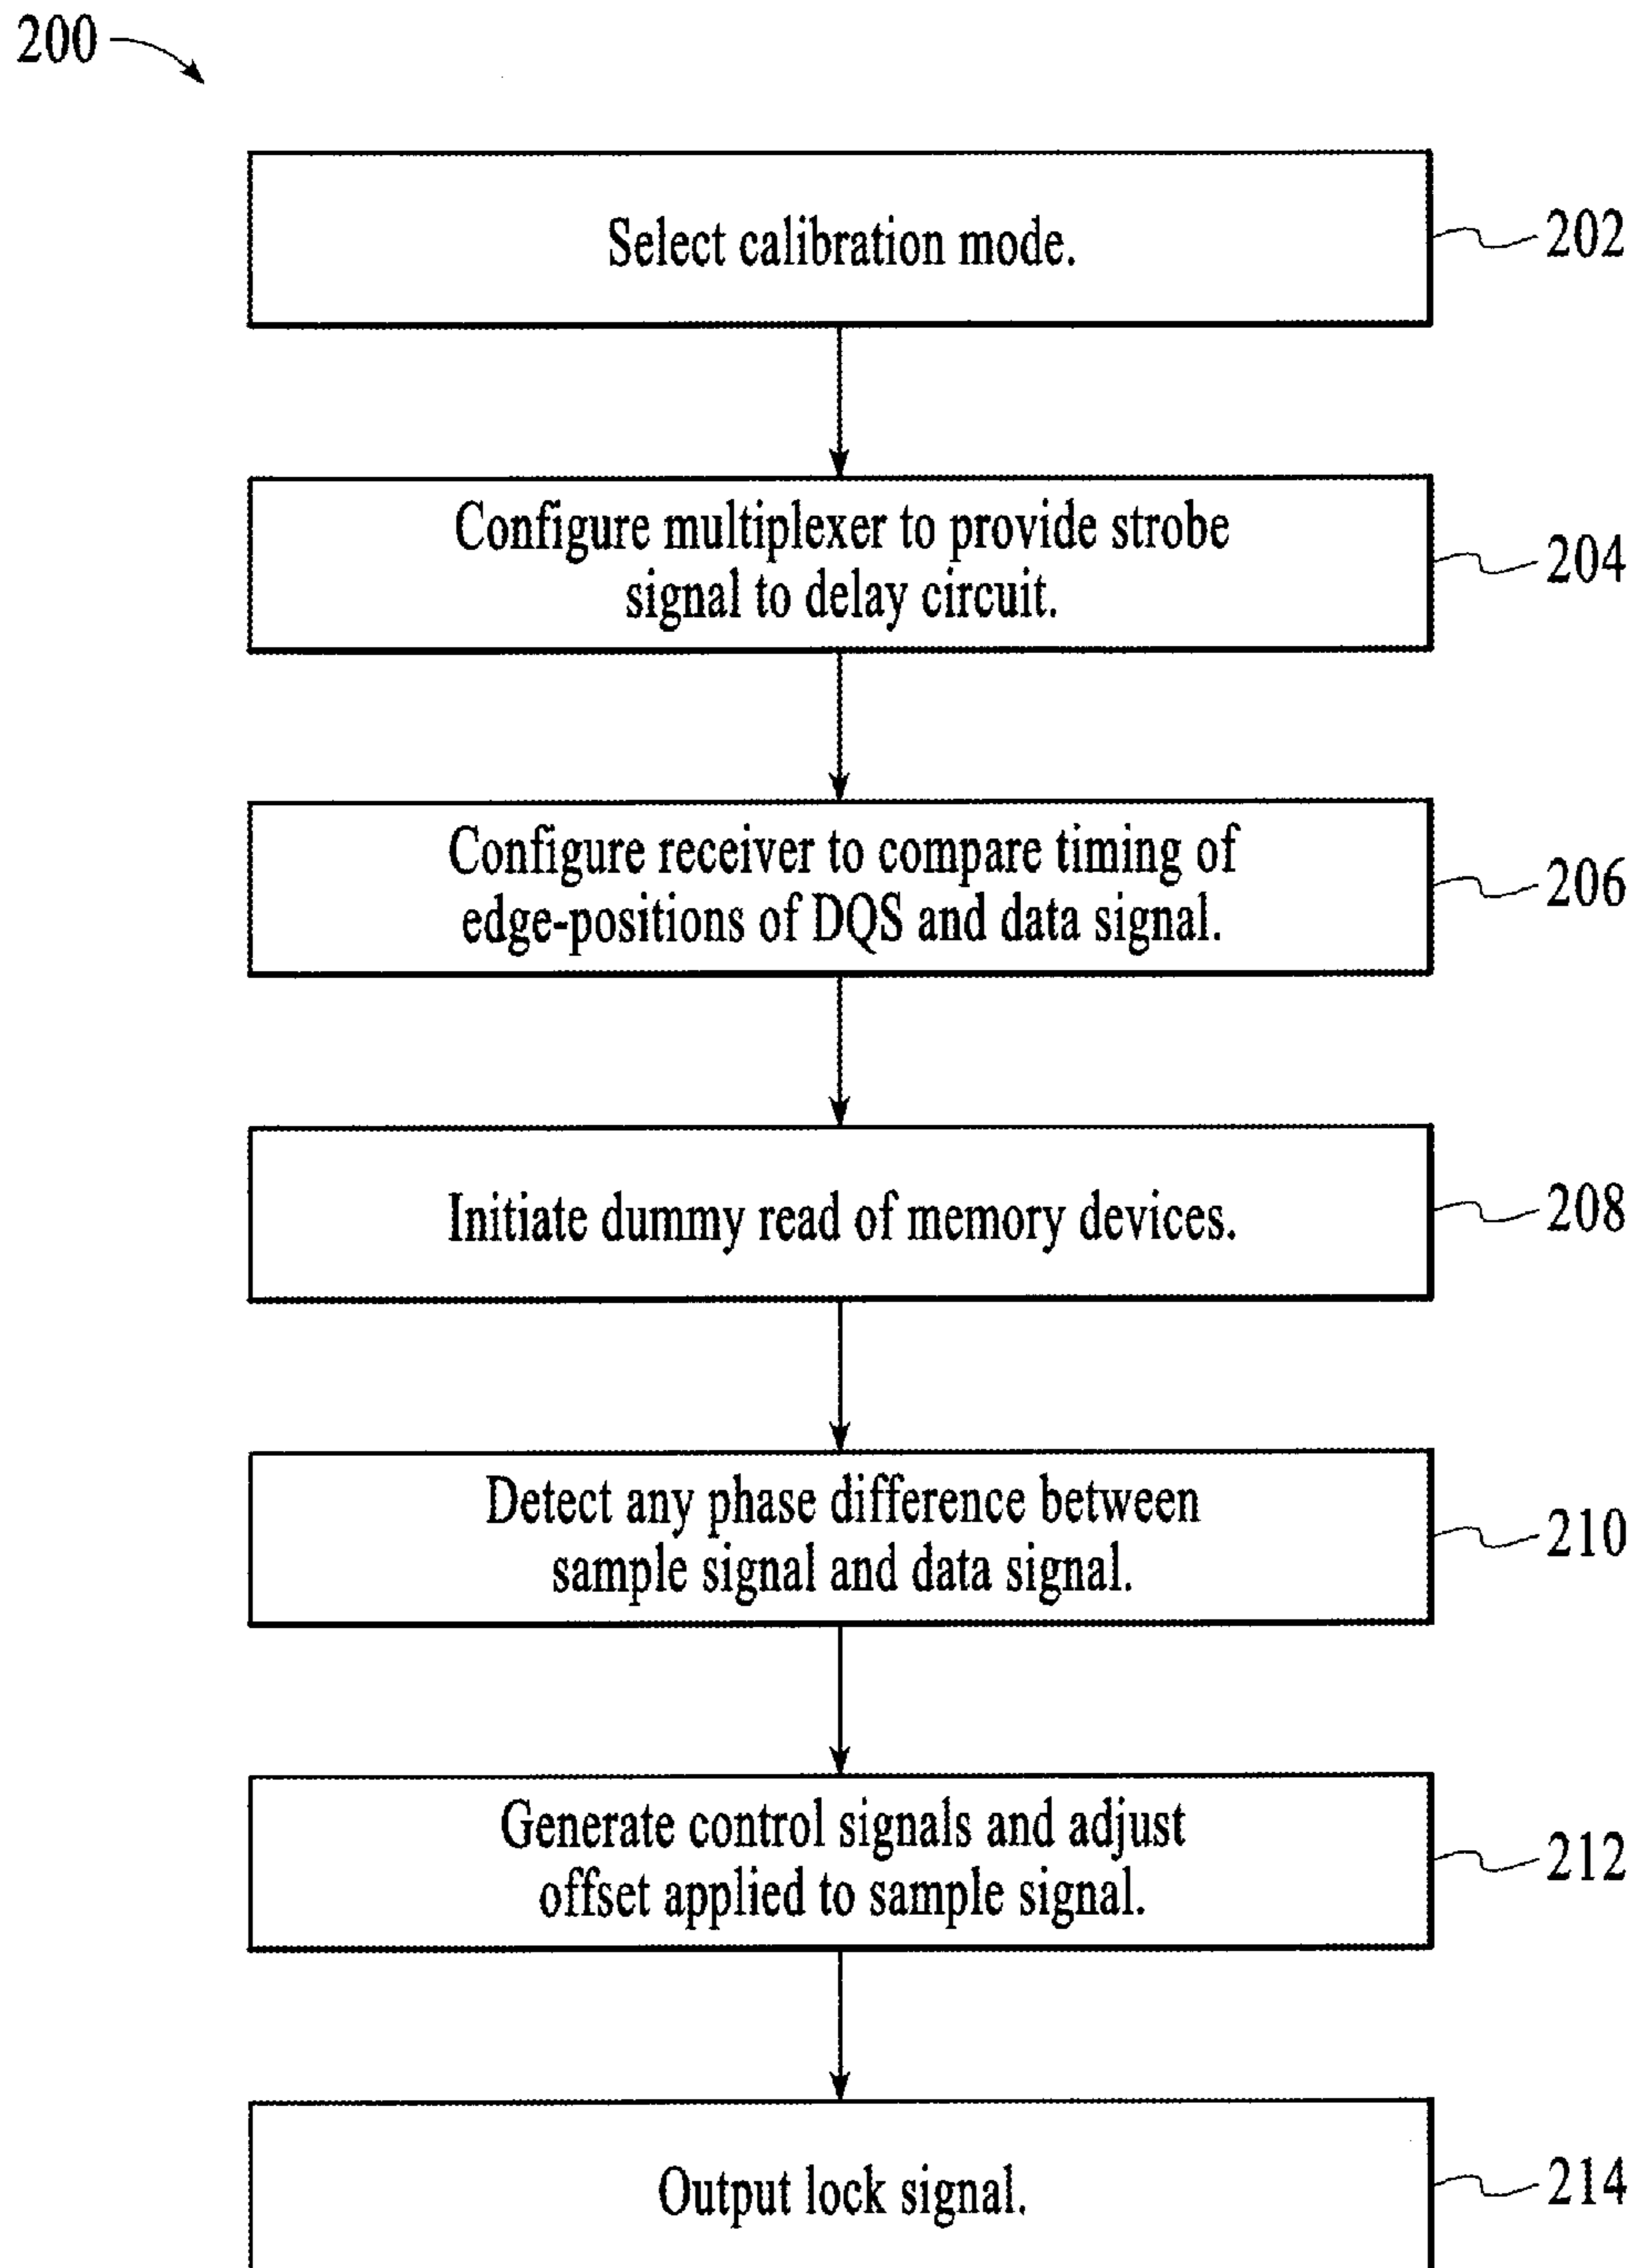 200
Select calibration mode.
202
Configure multiplexer to provide strobe
signal to delay circuit.
204
Configure receiver to compare timing of
edge-positions of DQS and data signal.
206
Initiate dummy read of memory devices.
208
Detect any phase difference between
sample signal and data signal.
210
Generate control signals and adjust
offset applied to sample signal.
212
Output lock signal.
214